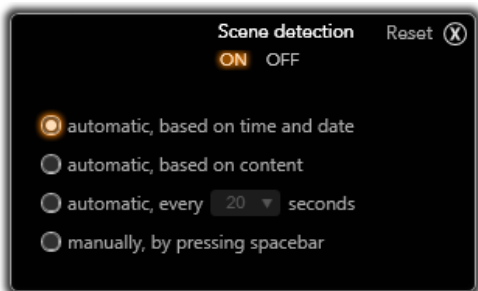 Scene detection Reset X
ON OFF
automatic, based on time and date
automatic, based on content
automatic, every 20 seconds
manually, by pressing spacebar